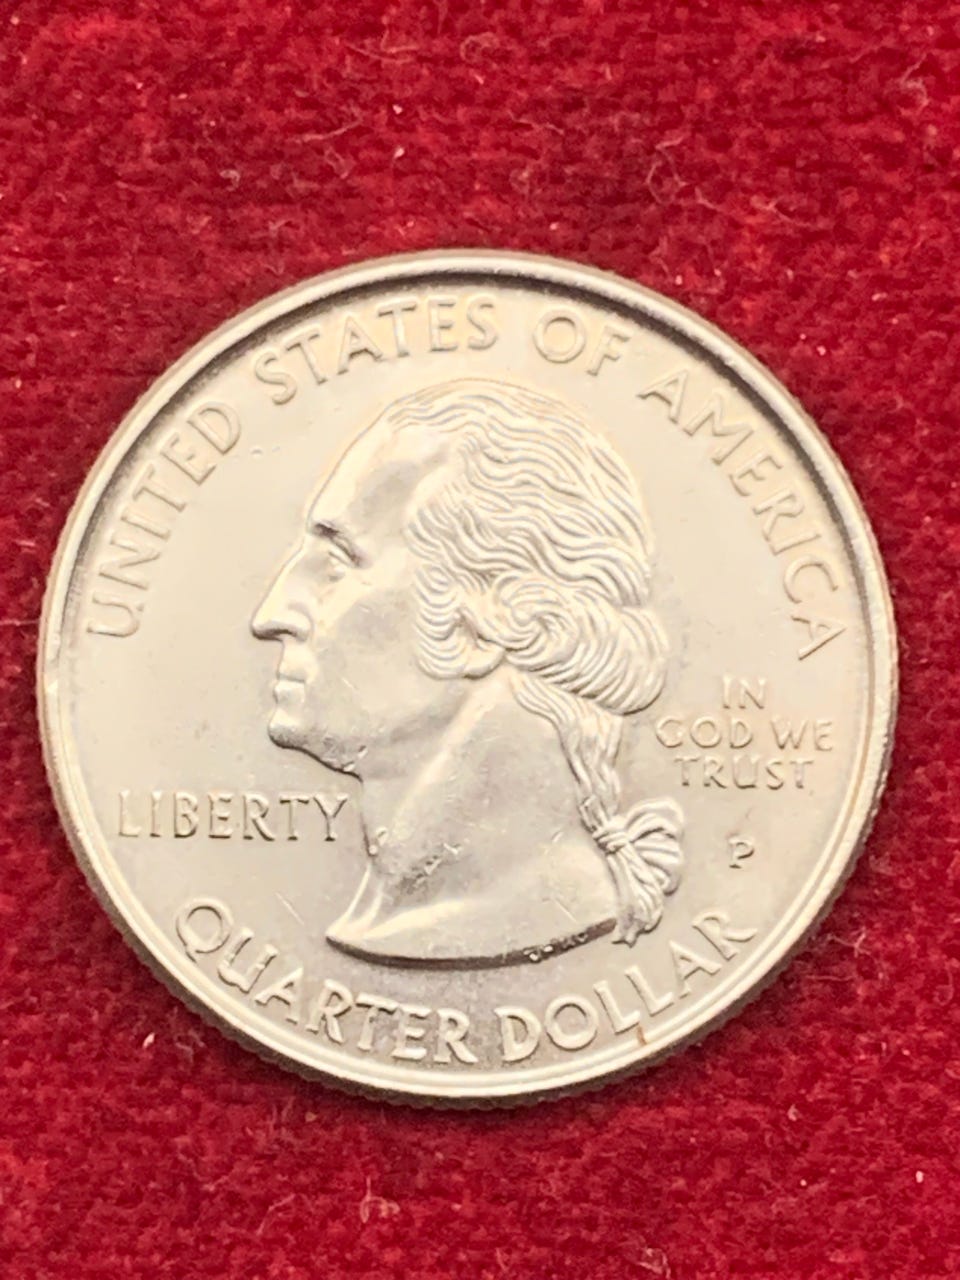 UNITED STATES OF AMERICA
IN
GOD WE
TRUST
LIBERTY
P
QUARTER DOLLAR